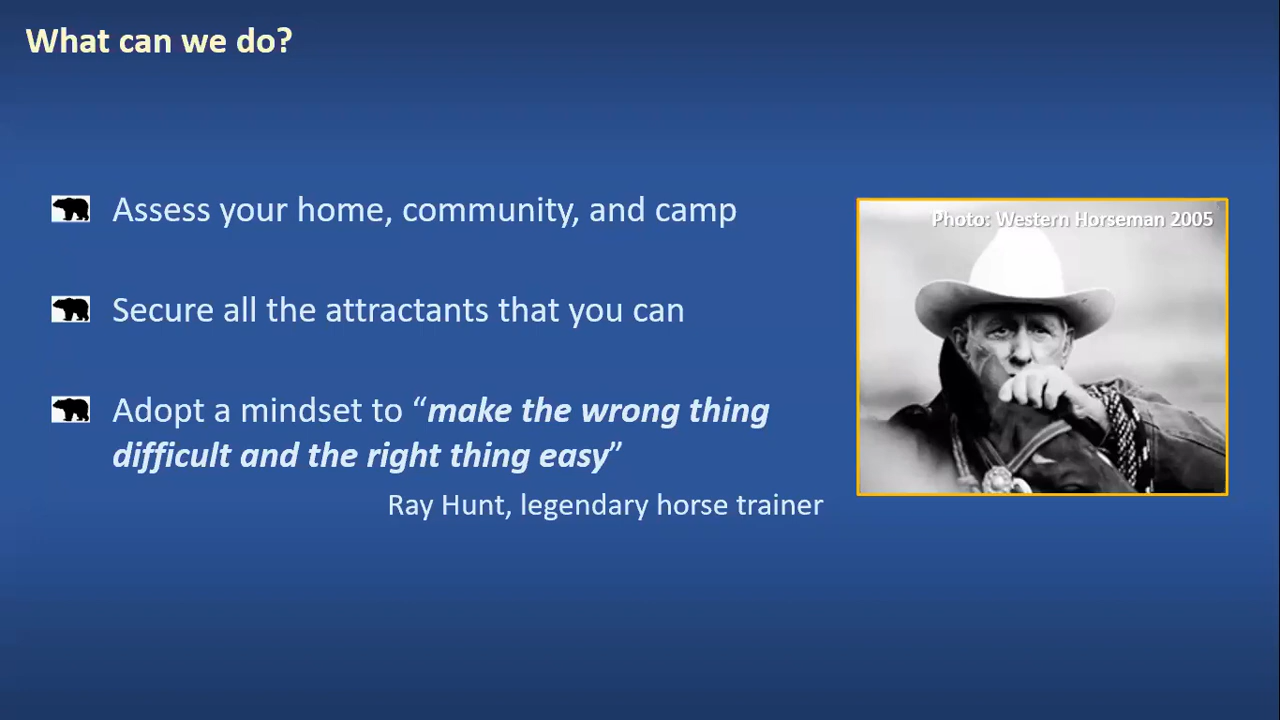 What can we do?
Assess your home, community, and camp
Photo: Western Horseman 2005
Secure all the attractants that you can
Adopt a mindset to “make the wrong thing
difficult and the right thing easy”
Ray Hunt, legendary horse trainer